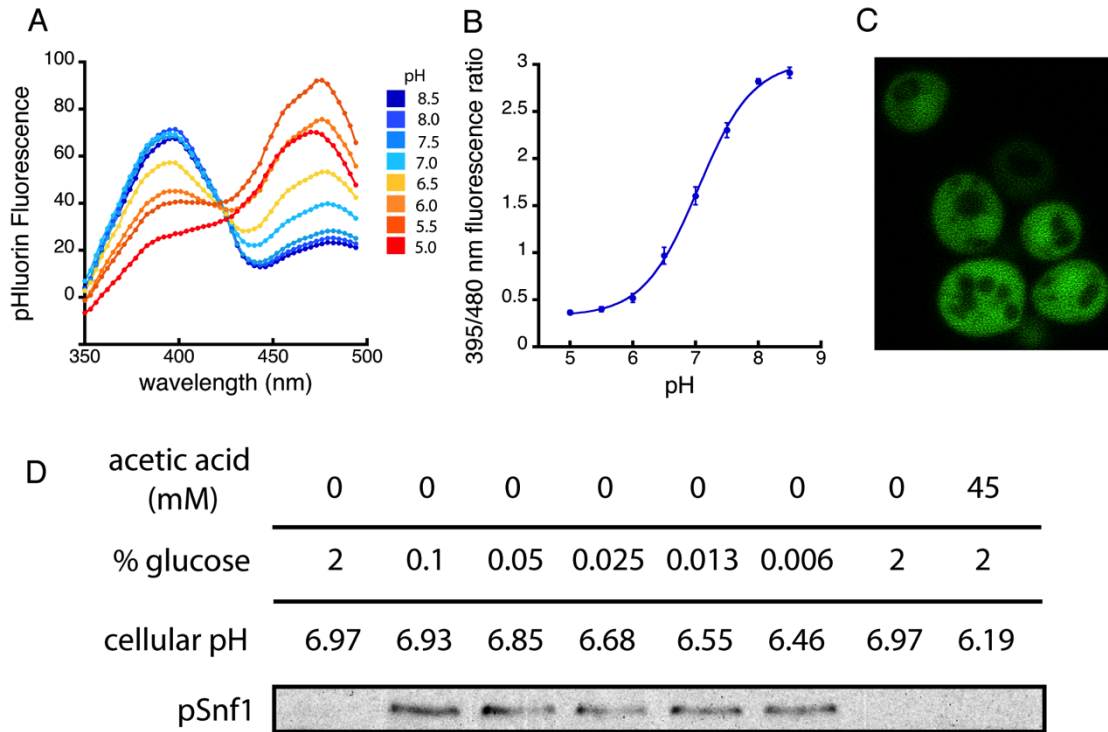 A
100
80
60
40
20
0
350
400
450
500
pHluorin Fluorescence
wavelength (nm)
pH
8.5
8.0
7.5
7.0
6.5
6.0
5.5
5.0
B
3
2.5
2
1.5
1
0.5
0
5
6
7
8
9
395/480 nm fluorescence ratio
pH
C
D
acetic acid
(mM) 0 0 0 0 0 0 0 45
% glucose 2 0.1 0.05 0.025 0.013 0.006 2 2
cellular pH 6.97 6.93 6.85 6.68 6.55 6.46 6.97 6.19
pSnf1